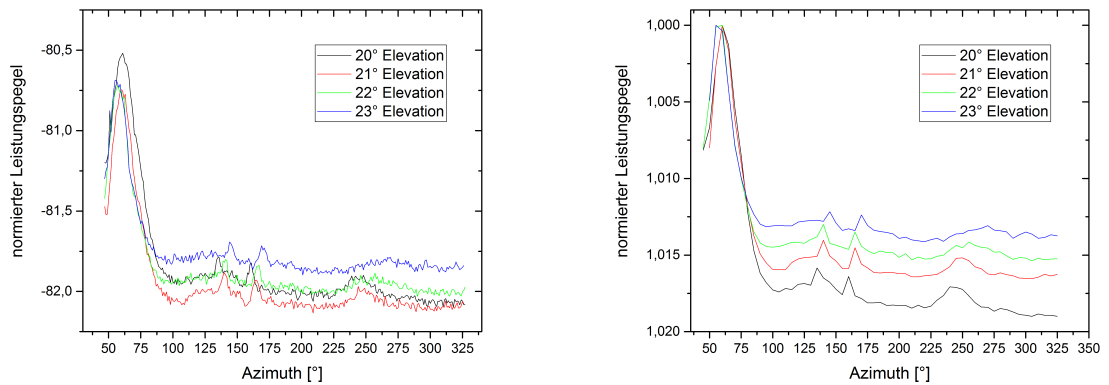 -80,5
-81,0
-81,5
-82,0
normierter Leistungspegel
20° Elevation
21° Elevation
22° Elevation
23° Elevation
50 75 100 125 150 175 200 225 250 275 300 325
Azimuth [°]
1,000
1,005
1,010
1,015
1,020
normierter Leistungspegel
20° Elevation
21° Elevation
22° Elevation
23° Elevation
50 75 100 125 150 175 200 225 250 275 300 325 350
Azimuth [°]